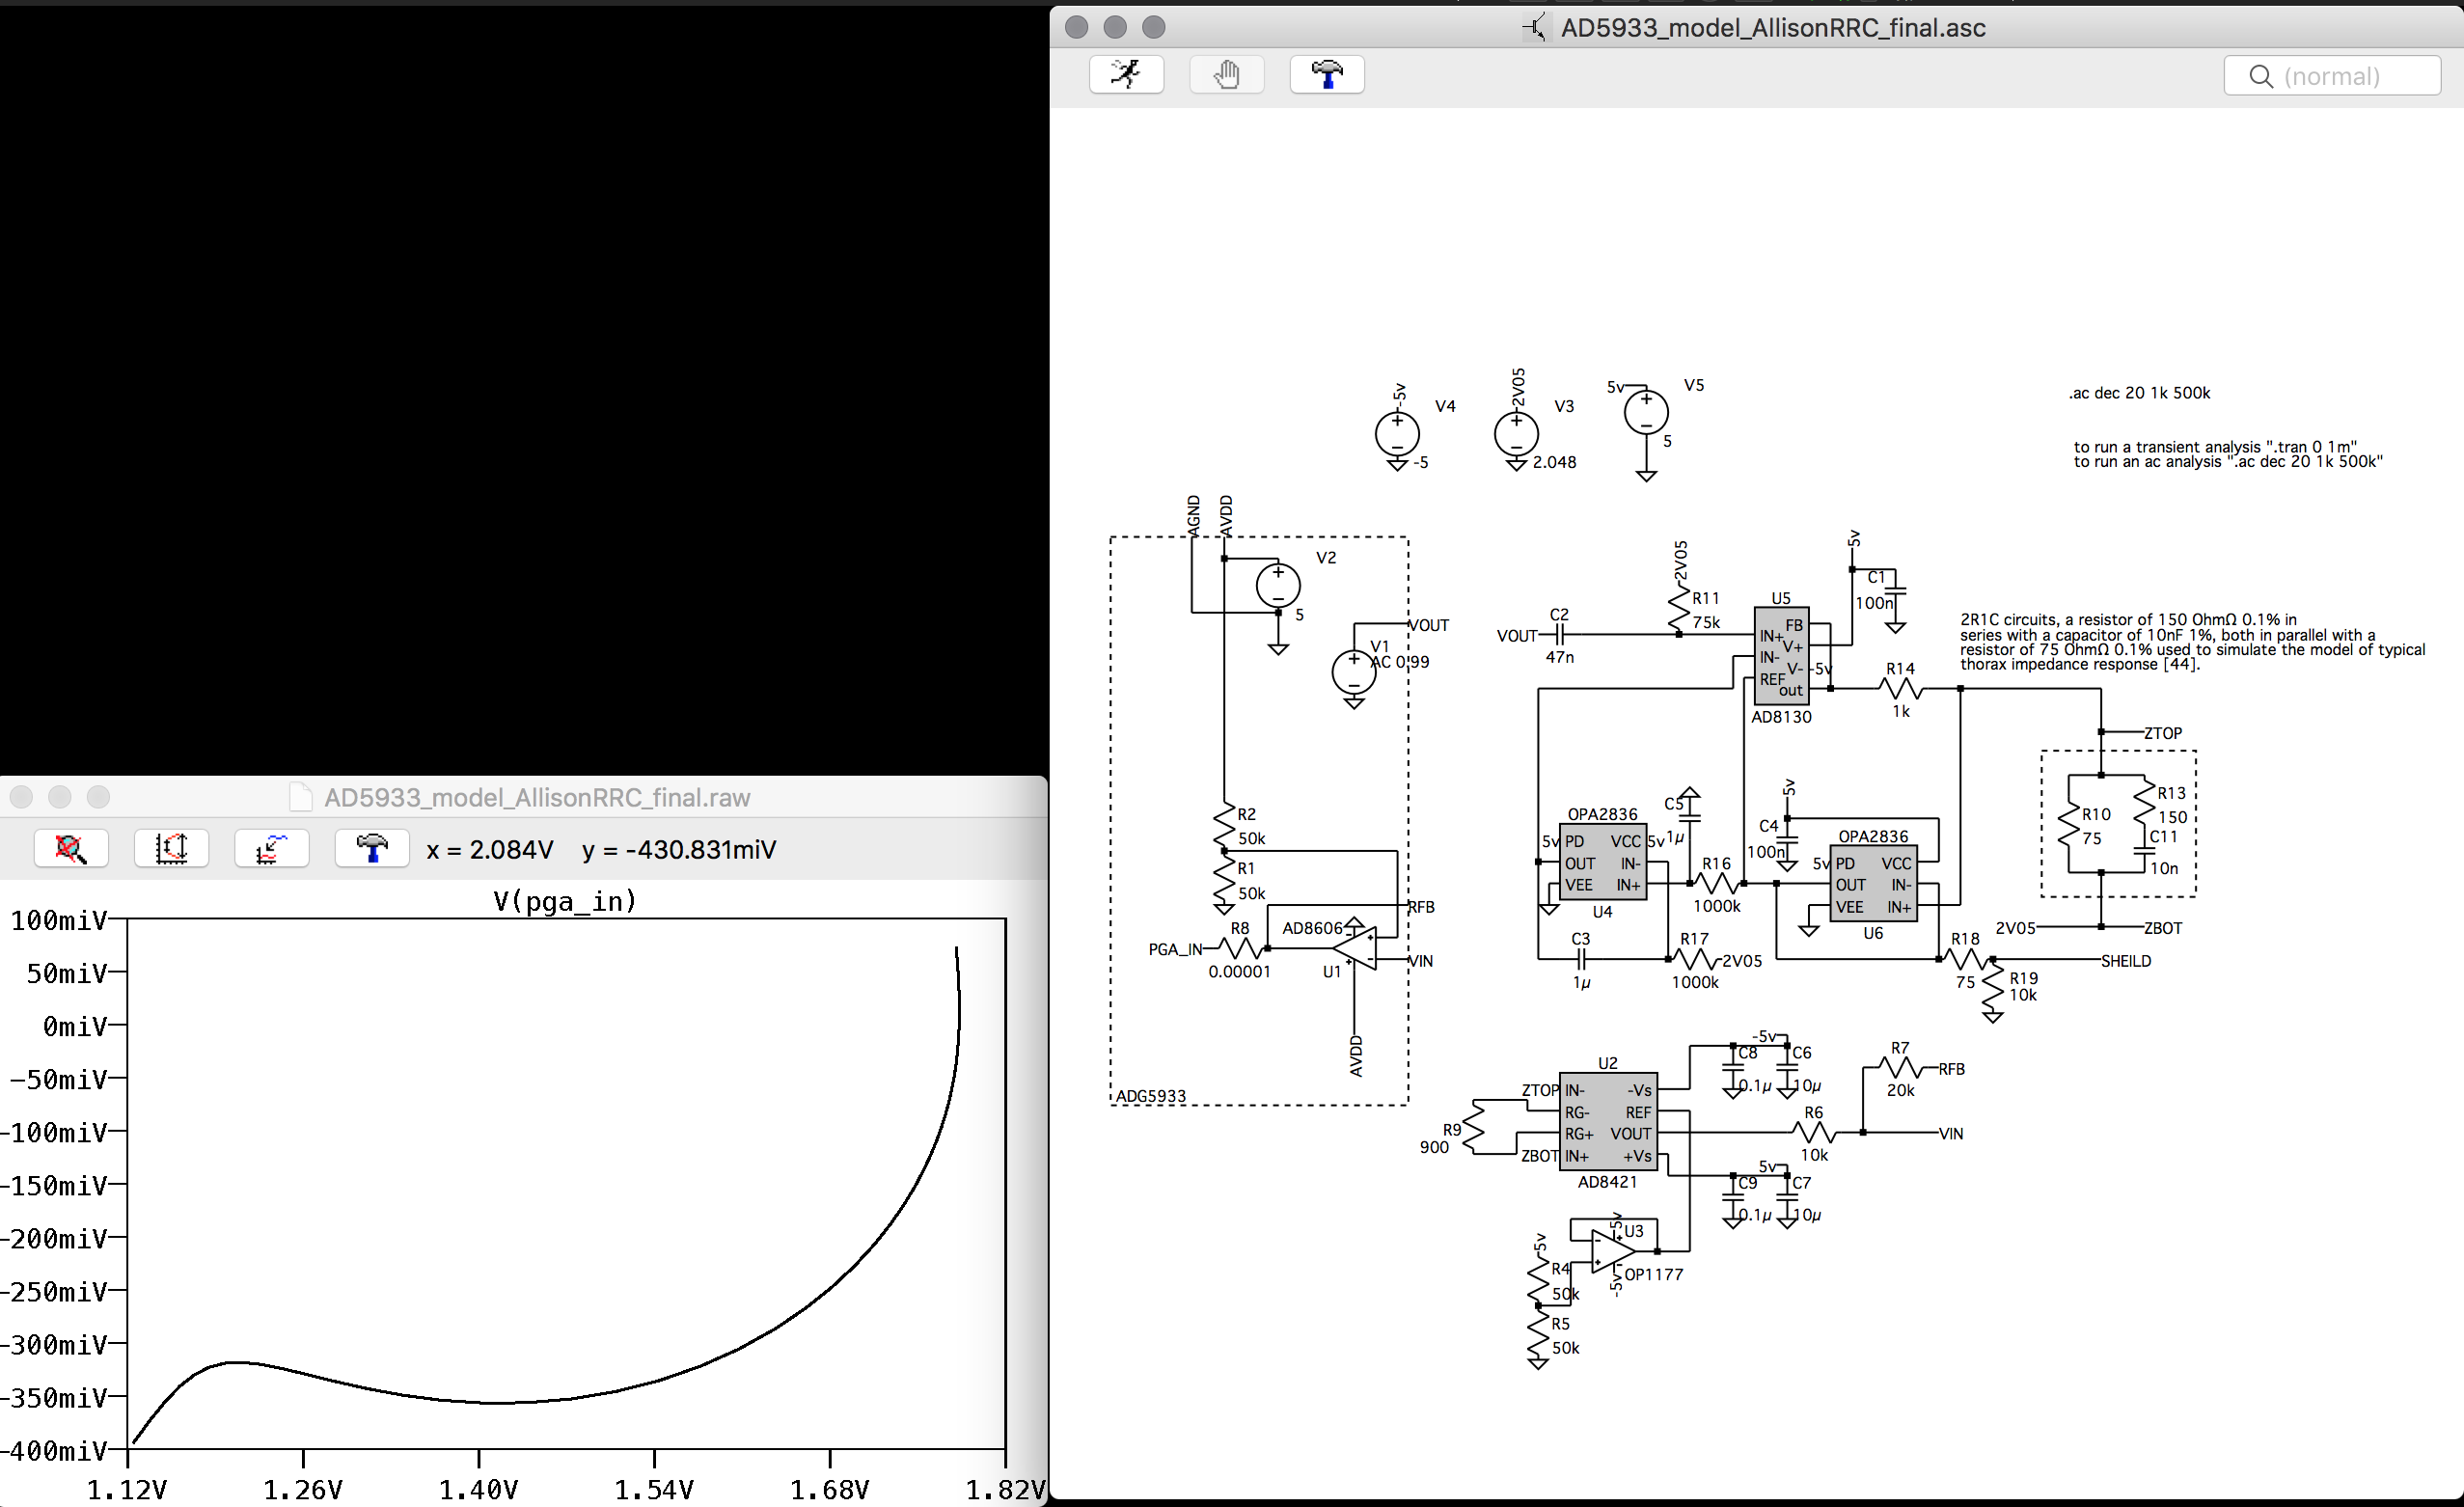 AD5933_model_AllisonRRC_final.asc
(normal)
-5v
V4
-5
2V05
V3
2.048
5v
V5
5
.ac dec 20 1k 500k
to run a transient analysis ".tran 0 1m"
to run an ac analysis ".ac dec 20 1k 500k"
AGND
AVDD
V2
5
VOUT
V1
AC 0.99
R2
50k
R1
50k
RFB
R8
AD8606
PGA_IN
0.00001
U1
VIN
AVDD
ADG5933
2V05
R11
75k
C2
VOUT
47n
U5
FB
IN+
V+
IN-
V-
-5v
REF
out
AD8130
5v
C1
100n
R14
1k
2R1C circuits, a resistor of 150 OhmΩ 0.1% in
series with a capacitor of 10nF 1%, both in parallel with a
resistor of 75 OhmΩ 0.1% used to simulate the model of typical
thorax impedance response [44].
ZTOP
R10
75
R13
150
C11
10n
2V05
ZBOT
OPA2836
5v
PD
VCC
5v
OUT
IN-
VEE
IN+
U4
C5
1µ
R16
1000k
C3
1µ
R17
2V05
1000k
5v
C4
100n
OPA2836
5v
PD
VCC
OUT
IN-
VEE
IN+
U6
R18
75
SHEILD
R19
10k
U2
ZTOP
IN-
-Vs
RG-
REF
RG+
VOUT
ZBOT
IN+
+Vs
AD8421
R9
900
-5v
C8
C6
0.1µ
10µ
R7
RFB
20k
R6
VIN
10k
5v
C9
C7
0.1µ
10µ
5v
U3
OP1177
-5v
5v
R4
50k
R5
50k
AD5933_model_AllisonRRC_final.raw
x = 2.084V y = -430.831miV
V(pga_in)
100miV
50miV
0miV
-50miV
-100miV
-150miV
-200miV
-250miV
-300miV
-350miV
-400miV
1.12V 1.26V 1.40V 1.54V 1.68V 1.82V